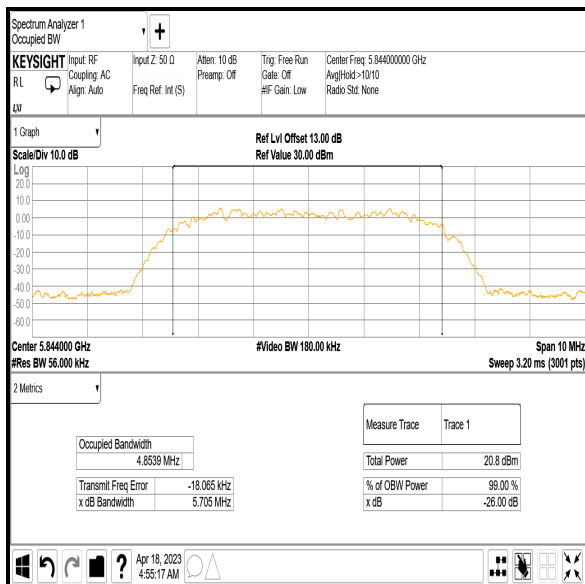 Spectrum Analyzer 1
Occupied BW
KEYSIGHT
RL
LXI
Input: RF
Coupling: AC
Align: Auto
Input Z: 50 Ω
Freq Ref: Int (S)
Atten: 10 dB
Preamp: Off
Trig: Free Run
Gate: Off
#IF Gain: Low
Center Freq: 5.844000000 GHz
Avg|Hold:>10/10
Radio Std: None
1 Graph
Scale/Div 10.0 dB
Ref Lvl Offset 13.00 dB
Ref Value 30.00 dBm
Log
20.0
10.0
0.00
-10.0
-20.0
-30.0
-40.0
-50.0
-60.0
Center 5.844000 GHz
#Res BW 56.000 kHz
#Video BW 180.00 kHz
Span 10 MHz
Sweep 3.20 ms (3001 pts)
2 Metrics
Occupied Bandwidth
4.8539 MHz
Transmit Freq Error -18.065 kHz
x dB Bandwidth 5.705 MHz
Measure Trace Trace 1
Total Power 20.8 dBm
% of OBW Power 99.00 %
x dB -26.00 dB
Apr 18, 2023
4:55:17 AM